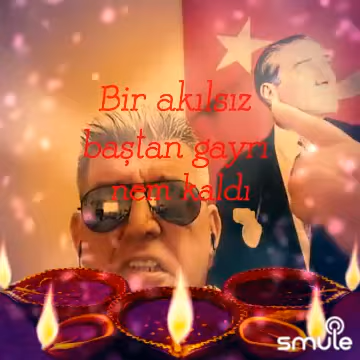 Bir akılsız
baştan gayrı
nem kaldı
smule